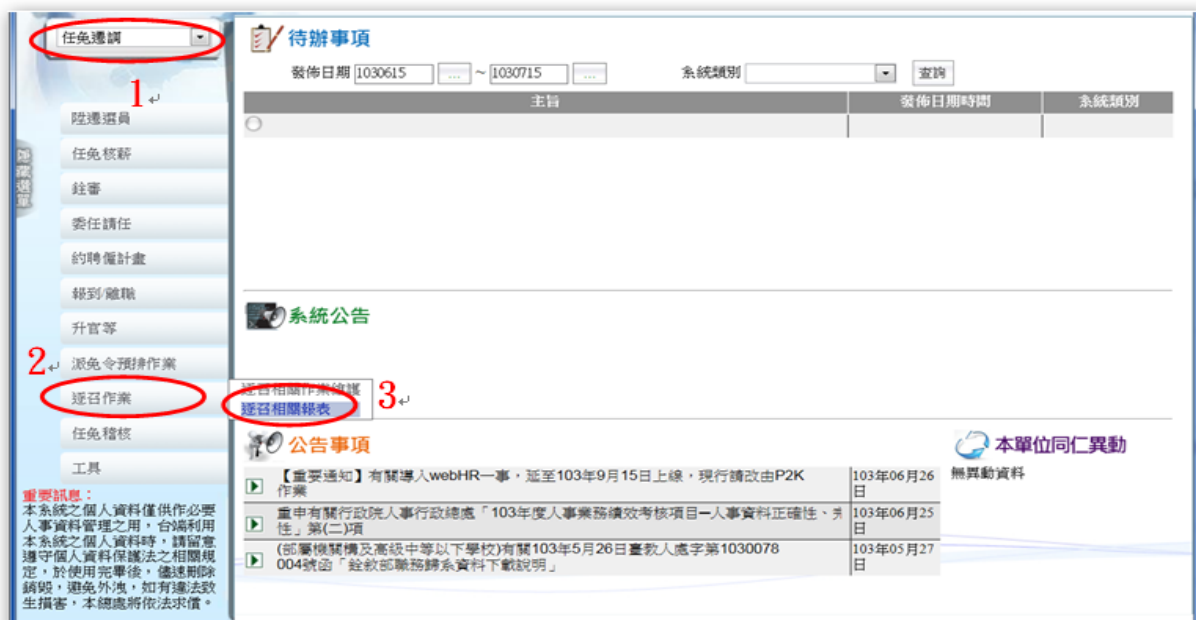 任免遷調
1
陞遷選員
任免核薪
銓審
委任請任
約聘僱計畫
報到/離職
升官等
2
派免令預排作業
逐召作業
任免稽核
工具
重要訊息：
本系統之個人資料僅供作必要
人事資料管理之用，台端利用
本系統之個人資料時，請留意
遵守個人資料保護法之相關規
定，於使用完畢後，儘速刪除
銷毀，避免外洩，如有違法致
生損害，本總處將依法求償。
待辦事項
發佈日期 1030615 ... ~ 1030715 ... 系統類別 查詢
主旨 發佈日期時間 系統類別
系統公告
逐召相關作業維護
逐召相關報表
3
公告事項
【重要通知】有關導入webHR一事，延至103年9月15日上線，現行請改由P2K
作業
103年06月26
日
重申有關行政院人事行政總處「103年度人事業務績效考核項目─人事資料正確性、
性」第(二)項
103年06月25
日
(部屬機關構及高級中等以下學校)有關103年5月26日臺教人處字第1030078
004號函「銓敘部職務歸系資料下載說明」
103年05月27
日
本單位同仁異動
無異動資料